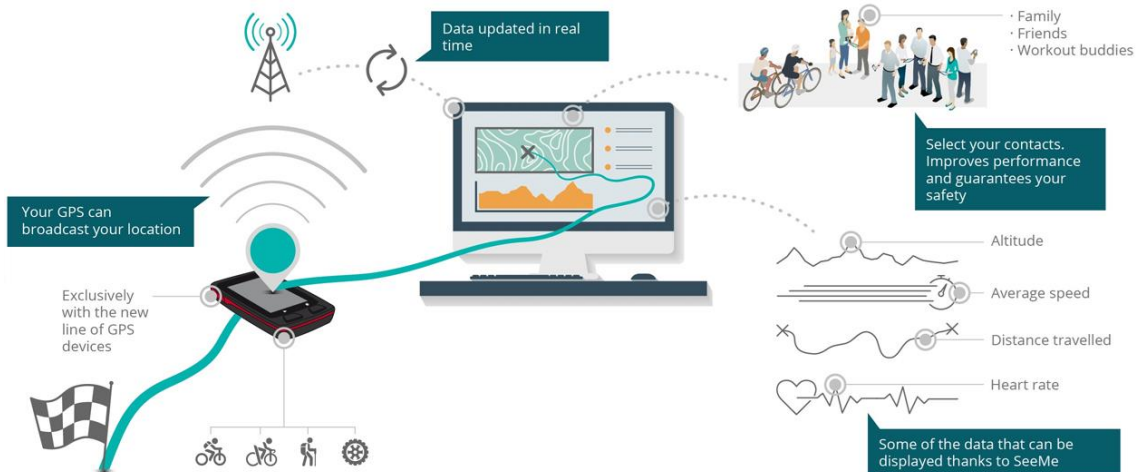 Data updated in real
time
· Family
· Friends
· Workout buddies
Select your contacts.
Improves performance
and guarantees your
safety
Your GPS can
broadcast your location
Exclusively
with the new
line of GPS
devices
Altitude
Average speed
Distance travelled
Heart rate
Some of the data that can be
displayed thanks to SeeMe